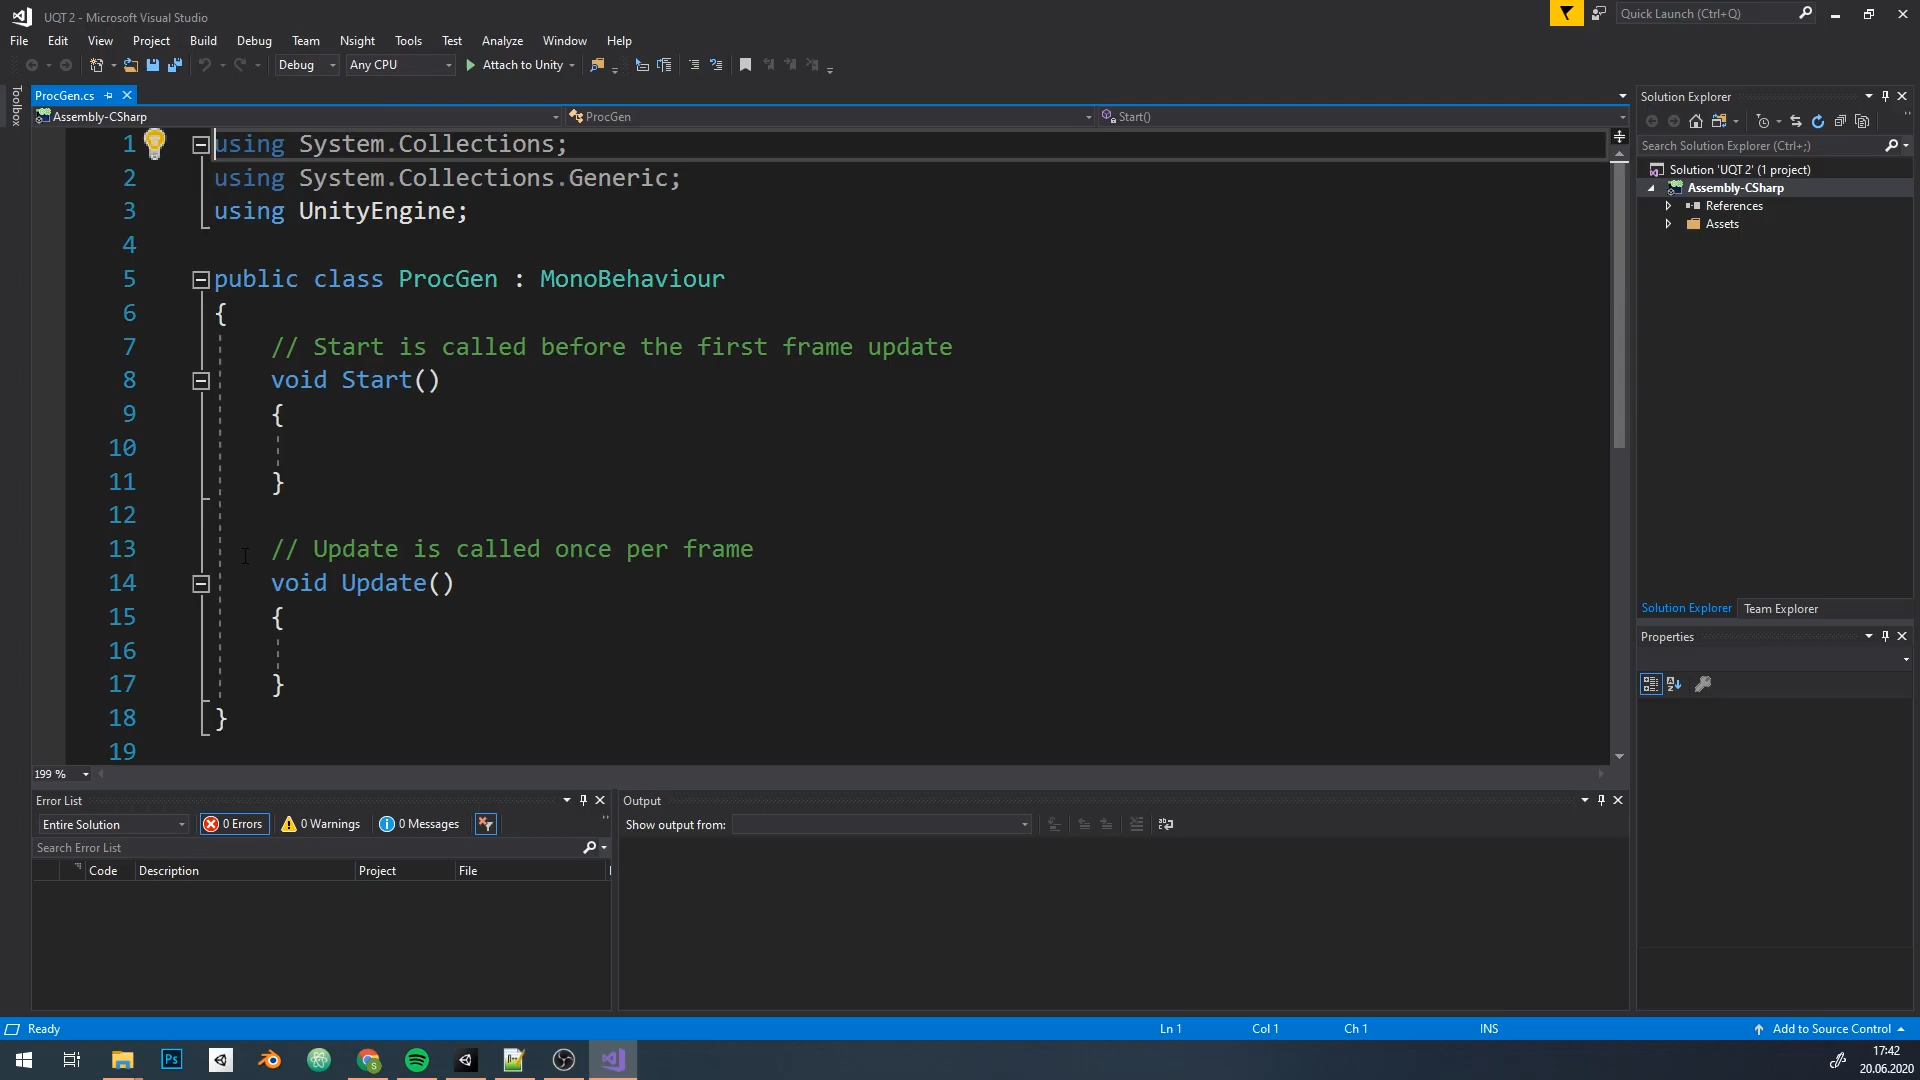 UQT 2 - Microsoft Visual Studio
Quick Launch (Ctrl+Q)
File Edit View Project Build Debug Team Nsight Tools Test Analyze Window Help
Debug Any CPU Attach to Unity
Toolbox
ProcGen.cs
Assembly-CSharp ProcGen Start()
1 using System.Collections;
2 using System.Collections.Generic;
3 using UnityEngine;
4
5 public class ProcGen : MonoBehaviour
6 {
7 // Start is called before the first frame update
8 void Start()
9 {
10
11 }
12
13 // Update is called once per frame
14 void Update()
15 {
16
17 }
18 }
19
199 %
Solution Explorer
Search Solution Explorer (Ctrl+;)
Solution 'UQT 2' (1 project)
Assembly-CSharp
References
Assets
Solution Explorer Team Explorer
Properties
Error List
Entire Solution 0 Errors 0 Warnings 0 Messages
Search Error List
Code Description Project File
Output
Show output from:
Ready Ln 1 Col 1 Ch 1 INS Add to Source Control
Ps
17:42
20.06.2020